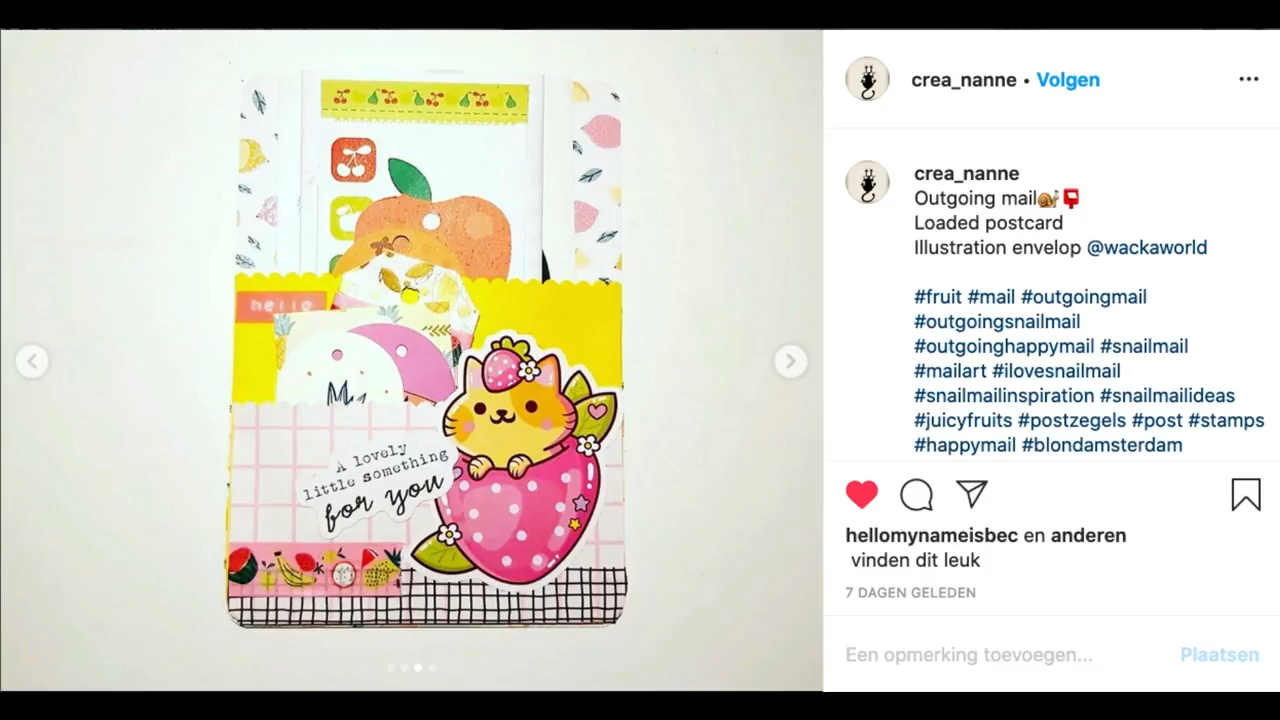 hello
M
A lovely
little something
for you
crea_nanne • Volgen
crea_nanne
Outgoing mail🐌📮
Loaded postcard
Illustration envelop @wackaworld
#fruit #mail #outgoingmail
#outgoingsnailmail
#outgoinghappymail #snailmail
#mailart #ilovesnailmail
#snailmailinspiration #snailmailideas
#juicyfruits #postzegels #post #stamps
#happymail #blondamsterdam
hellomynameisbec en anderen
vinden dit leuk
7 DAGEN GELEDEN
Een opmerking toevoegen... Plaatsen